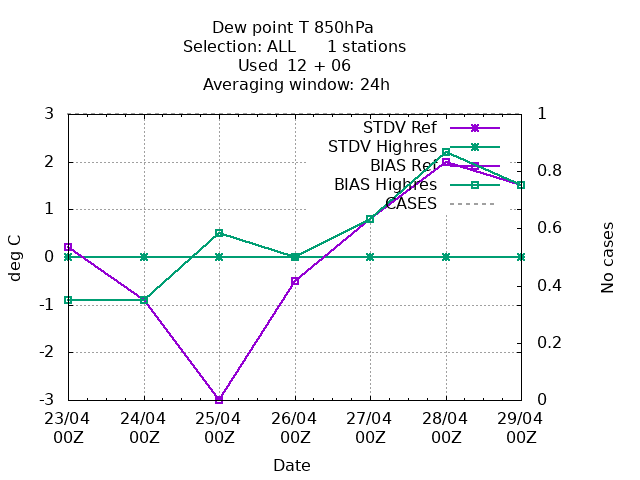 Dew point T 850hPa
Selection: ALL 1 stations
Used 12 + 06
Averaging window: 24h
3
2
1
0
-1
-2
-3
deg C
1
0.8
0.6
0.4
0.2
0
No cases
STDV Ref
STDV Highres
BIAS Ref
BIAS Highres
CASES
23/04 24/04 25/04 26/04 27/04 28/04 29/04
00Z 00Z 00Z 00Z 00Z 00Z 00Z
Date